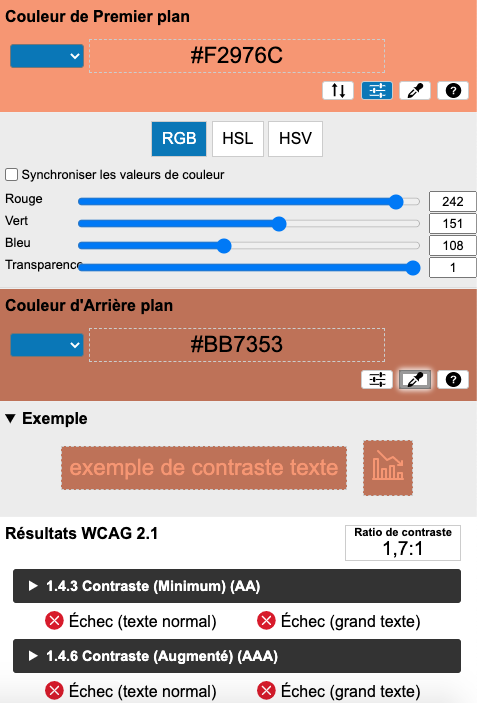 Couleur de Premier plan
#F2976C
RGB HSL HSV
Synchroniser les valeurs de couleur
Rouge 242
Vert 151
Bleu 108
Transparence 1
Couleur d'Arrière plan
#BB7353
▼ Exemple
exemple de contraste texte
Résultats WCAG 2.1
Ratio de contraste
1,7:1
► 1.4.3 Contraste (Minimum) (AA)
Échec (texte normal) Échec (grand texte)
► 1.4.6 Contraste (Augmenté) (AAA)
Échec (texte normal) Échec (grand texte)